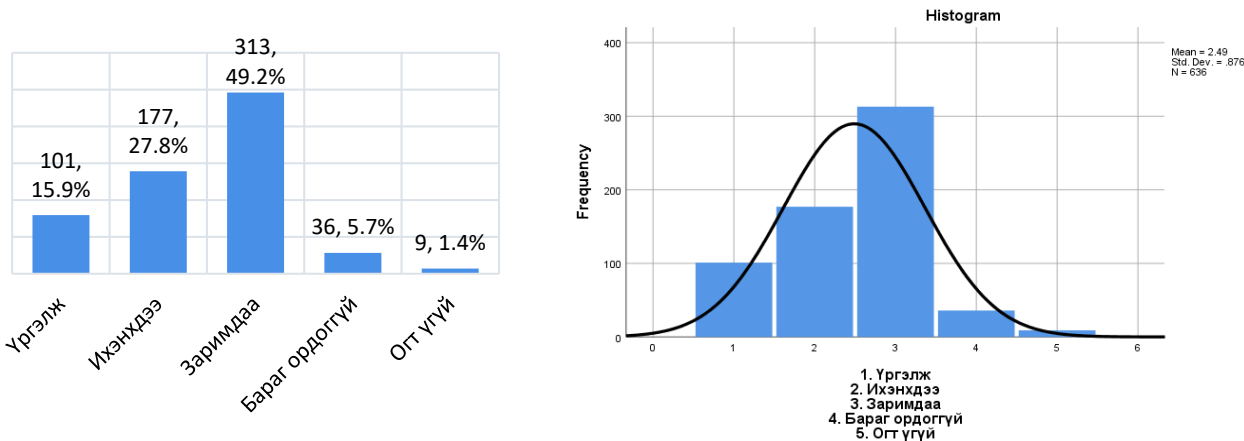 313,
49.2%
177,
27.8%
101,
15.9%
36, 5.7%
9, 1.4%
Үргэлж
Ихэнхдээ
Заримдаа
Бараг ордоггүй
Огт үгүй
Histogram
Mean = 2.49
Std. Dev. = .876
N = 636
Frequency
400
300
200
100
0
0 1 2 3 4 5 6
1. Үргэлж
2. Ихэнхдээ
3. Заримдаа
4. Бараг ордоггүй
5. Огт үгүй